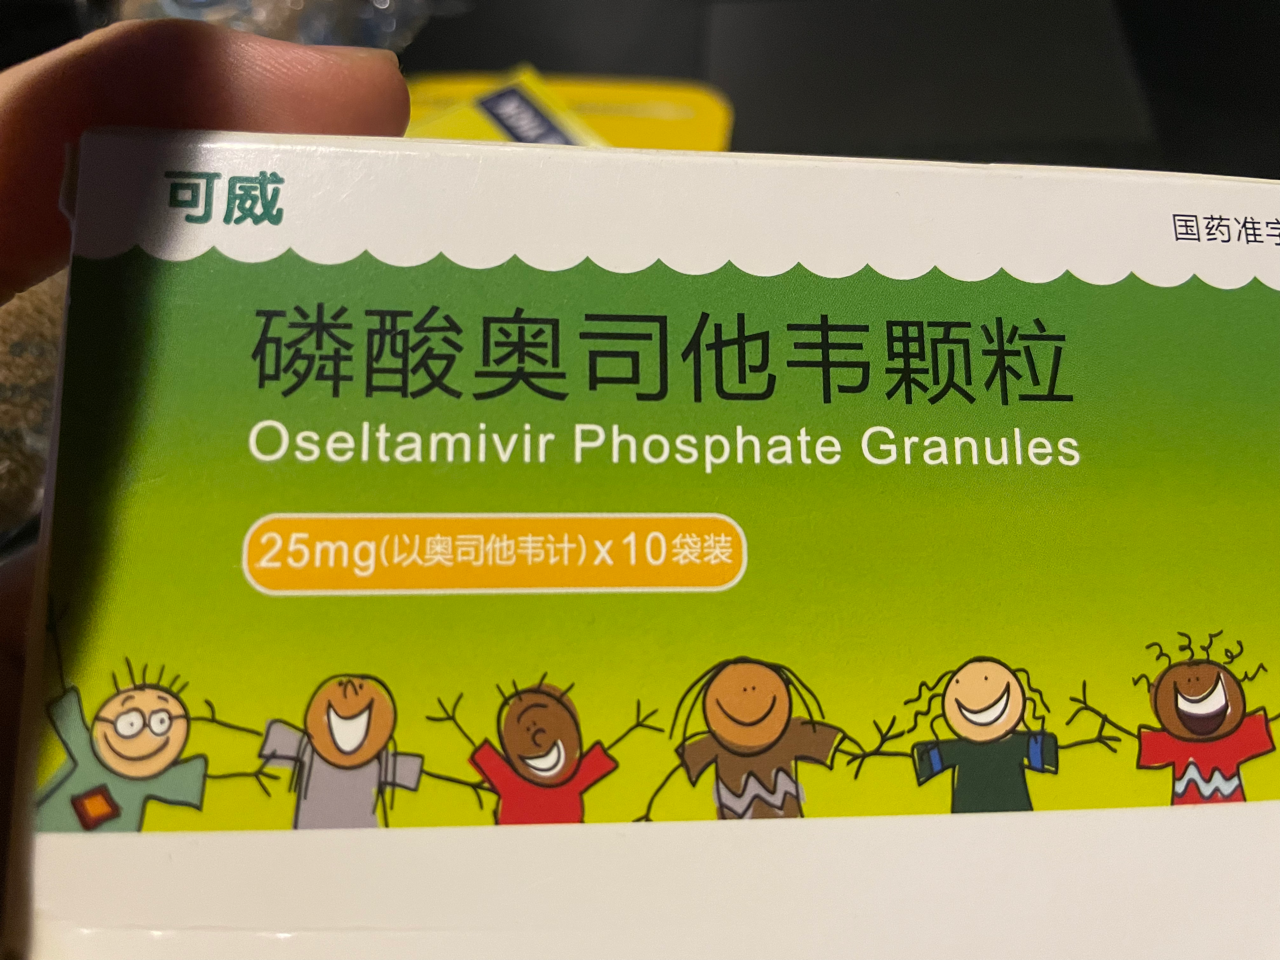 可威
国药准字
磷酸奥司他韦颗粒
Oseltamivir Phosphate Granules
25mg(以奥司他韦计)x10袋装